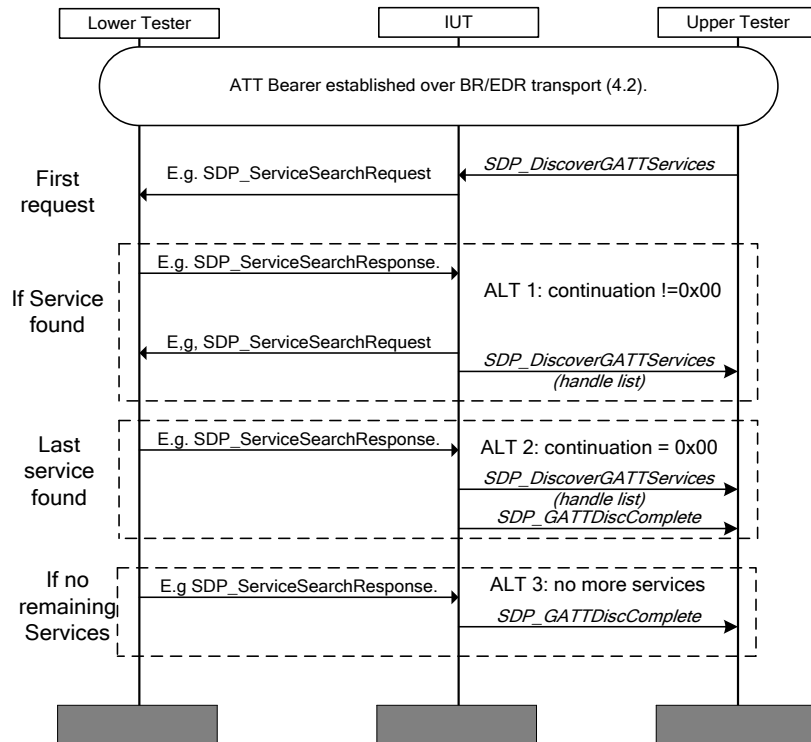 Lower Tester
IUT
Upper Tester
ATT Bearer established over BR/EDR transport (4.2).
First
request
E.g. SDP_ServiceSearchRequest
SDP_DiscoverGATTServices
If Service
found
E.g. SDP_ServiceSearchResponse.
ALT 1: continuation !=0x00
E,g, SDP_ServiceSearchRequest
SDP_DiscoverGATTServices
(handle list)
Last
service
found
E.g. SDP_ServiceSearchResponse.
ALT 2: continuation = 0x00
SDP_DiscoverGATTServices
(handle list)
SDP_GATTDiscComplete
If no
remaining
Services
E.g SDP_ServiceSearchResponse.
ALT 3: no more services
SDP_GATTDiscComplete